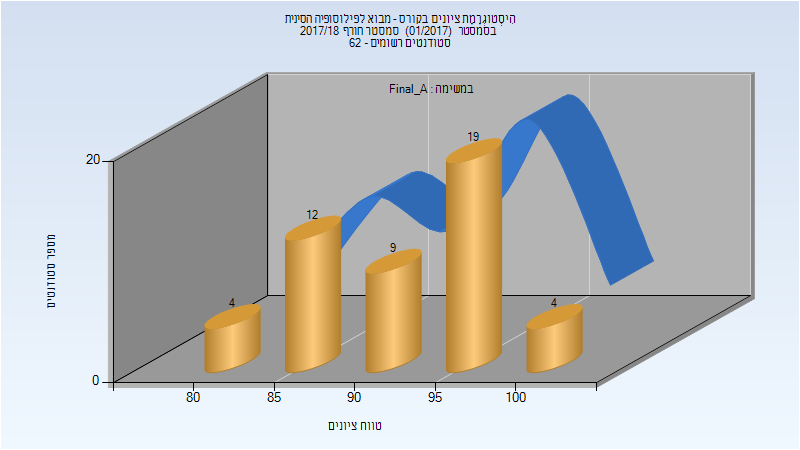 היסטוגרמת ציונים בקורס - מבוא לפילוסופיה הסינית
בסמסטר (01/2017) סמסטר חורף 2017/18
סטודנטים רשומים - 62
במשימה : Final_A
19
12
9
4
4
20
0
מספר סטודנטים
80 85 90 95 100
טווח ציונים